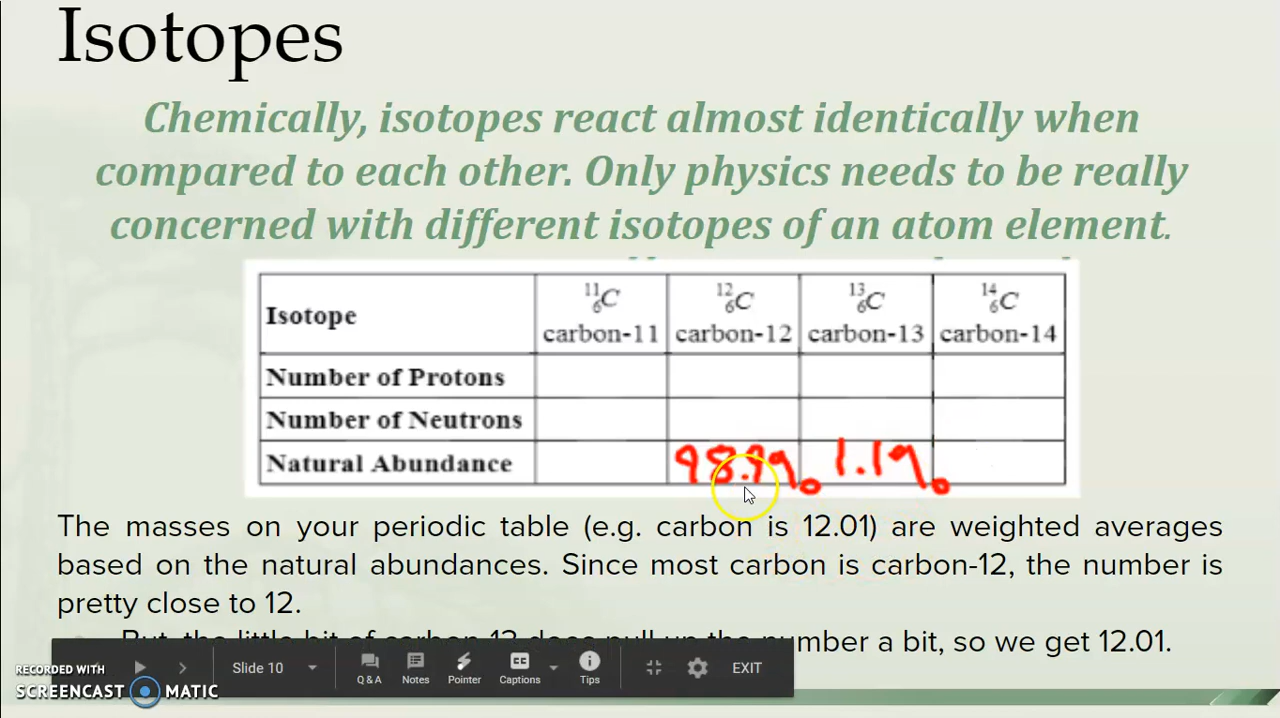 Isotopes
Chemically, isotopes react almost identically when
compared to each other. Only physics needs to be really
concerned with different isotopes of an atom element.
Isotope
11 6 C
carbon-11
12 6 C
carbon-12
13 6 C
carbon-13
14 6 C
carbon-14
Number of Protons
Number of Neutrons
Natural Abundance 98.9% 1.1%
The masses on your periodic table (e.g. carbon is 12.01) are weighted averages
based on the natural abundances. Since most carbon is carbon-12, the number is
pretty close to 12.
But, the little bit of carbon-13 does pull up the number a bit, so we get 12.01.
Slide 10
Q & A
Notes
Pointer
CC
Captions
Tips
EXIT
RECORDED WITH
SCREENCAST MATIC